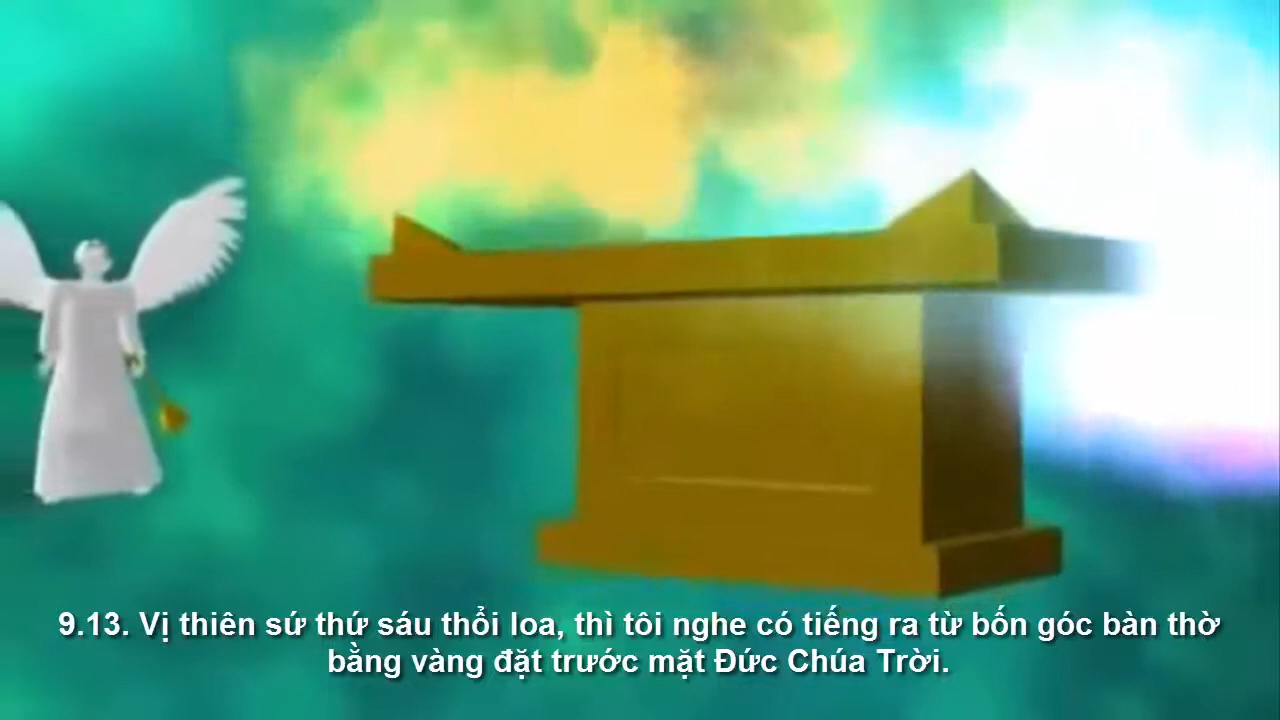 9.13. Vị thiên sứ thứ sáu thổi loa, thì tôi nghe có tiếng ra từ bốn góc bàn thờ
bằng vàng đặt trước mặt Đức Chúa Trời.